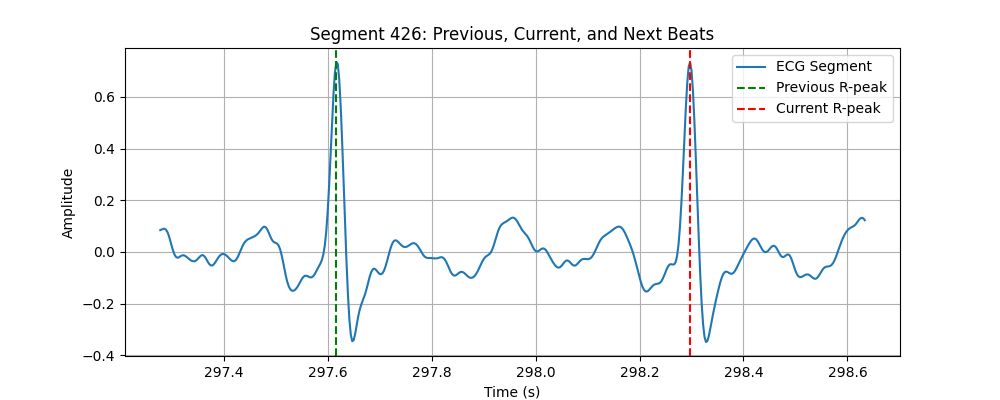 Segment 426: Previous, Current, and Next Beats
ECG Segment
Previous R-peak
Current R-peak
Amplitude
0.6
0.4
0.2
0.0
−0.2
−0.4
297.4 297.6 297.8 298.0 298.2 298.4 298.6
Time (s)